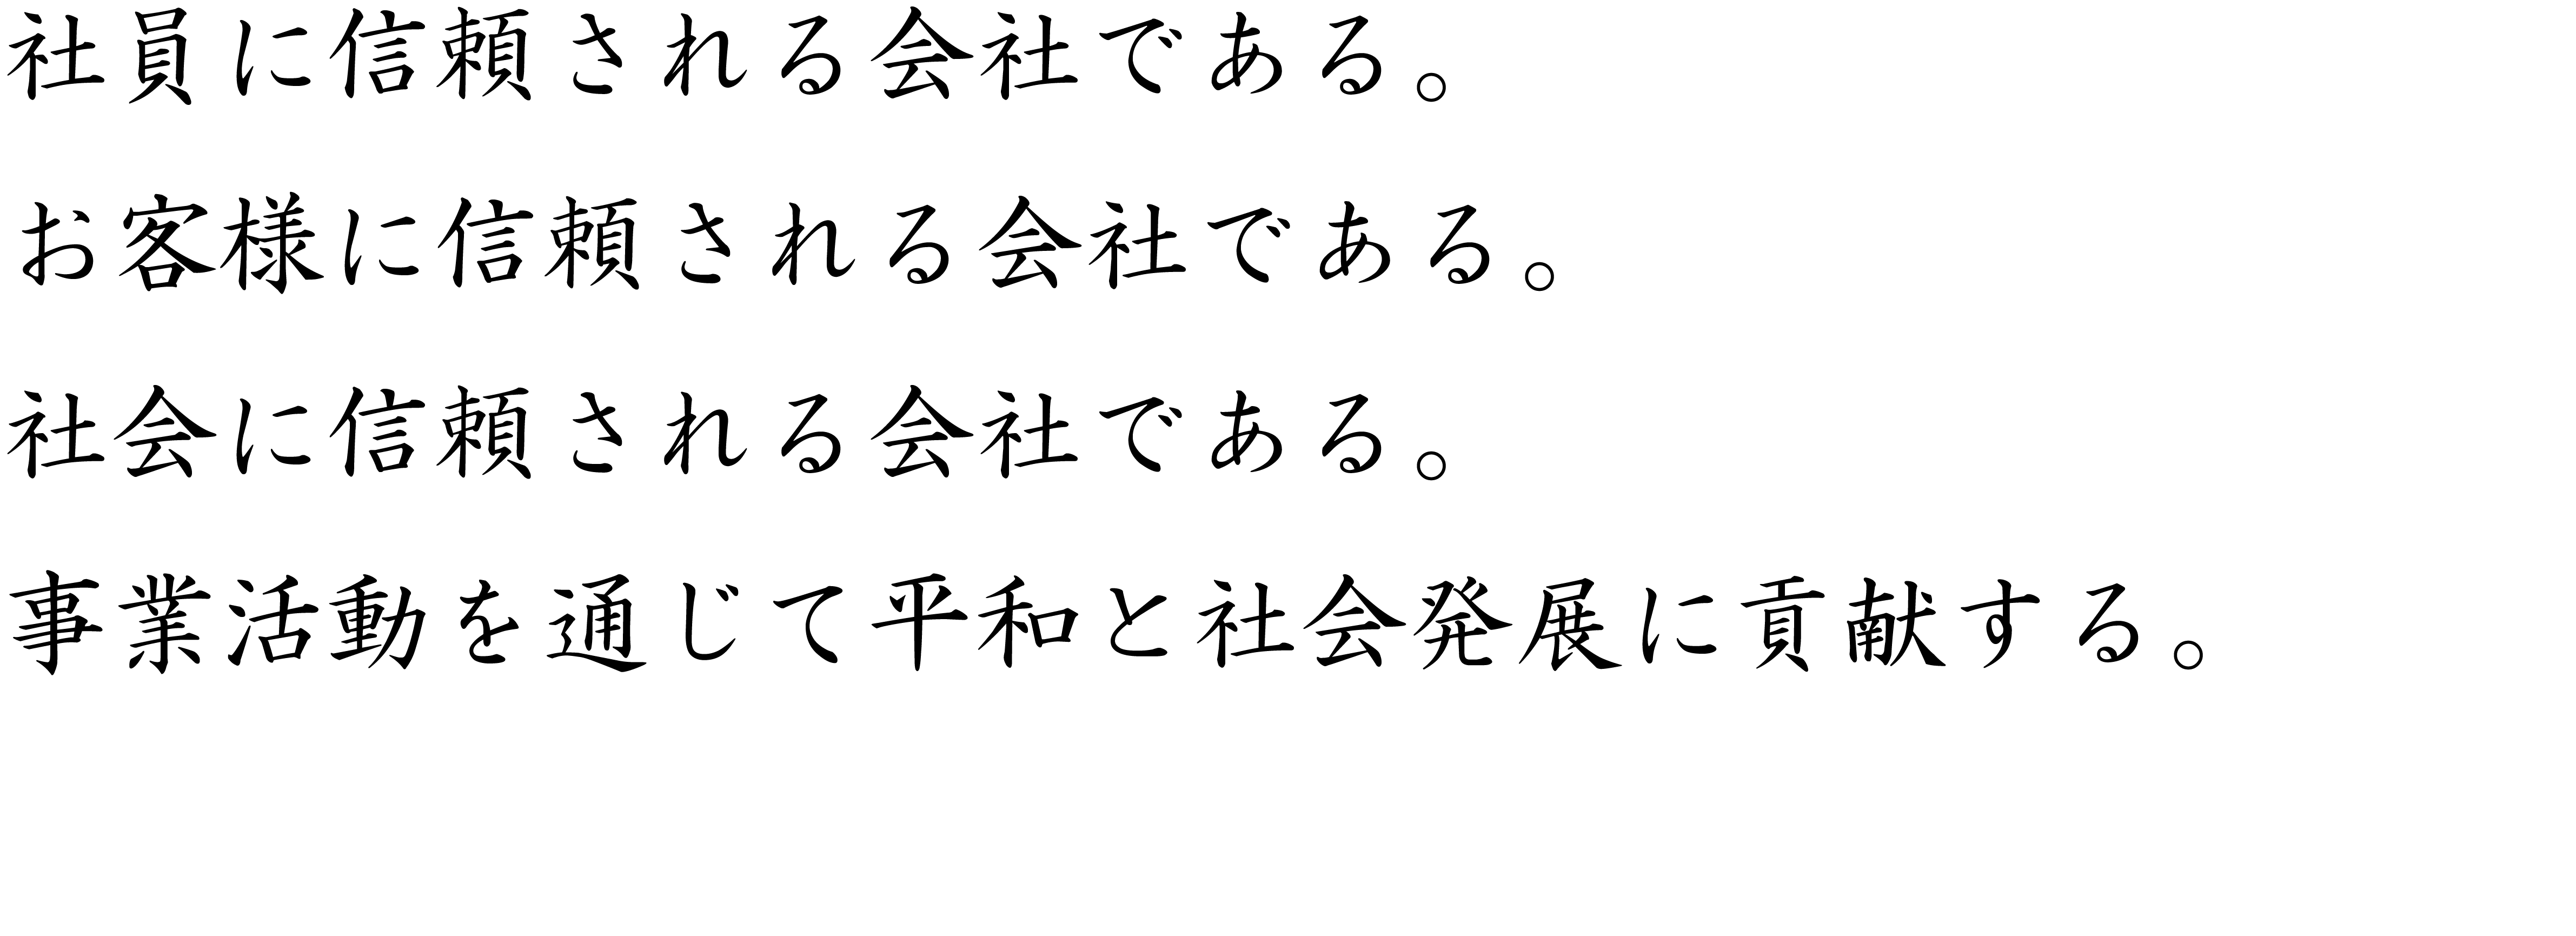 社員に信頼される会社である。
お客様に信頼される会社である。
社会に信頼される会社である。
事業活動を通じて平和と社会発展に貢献する。